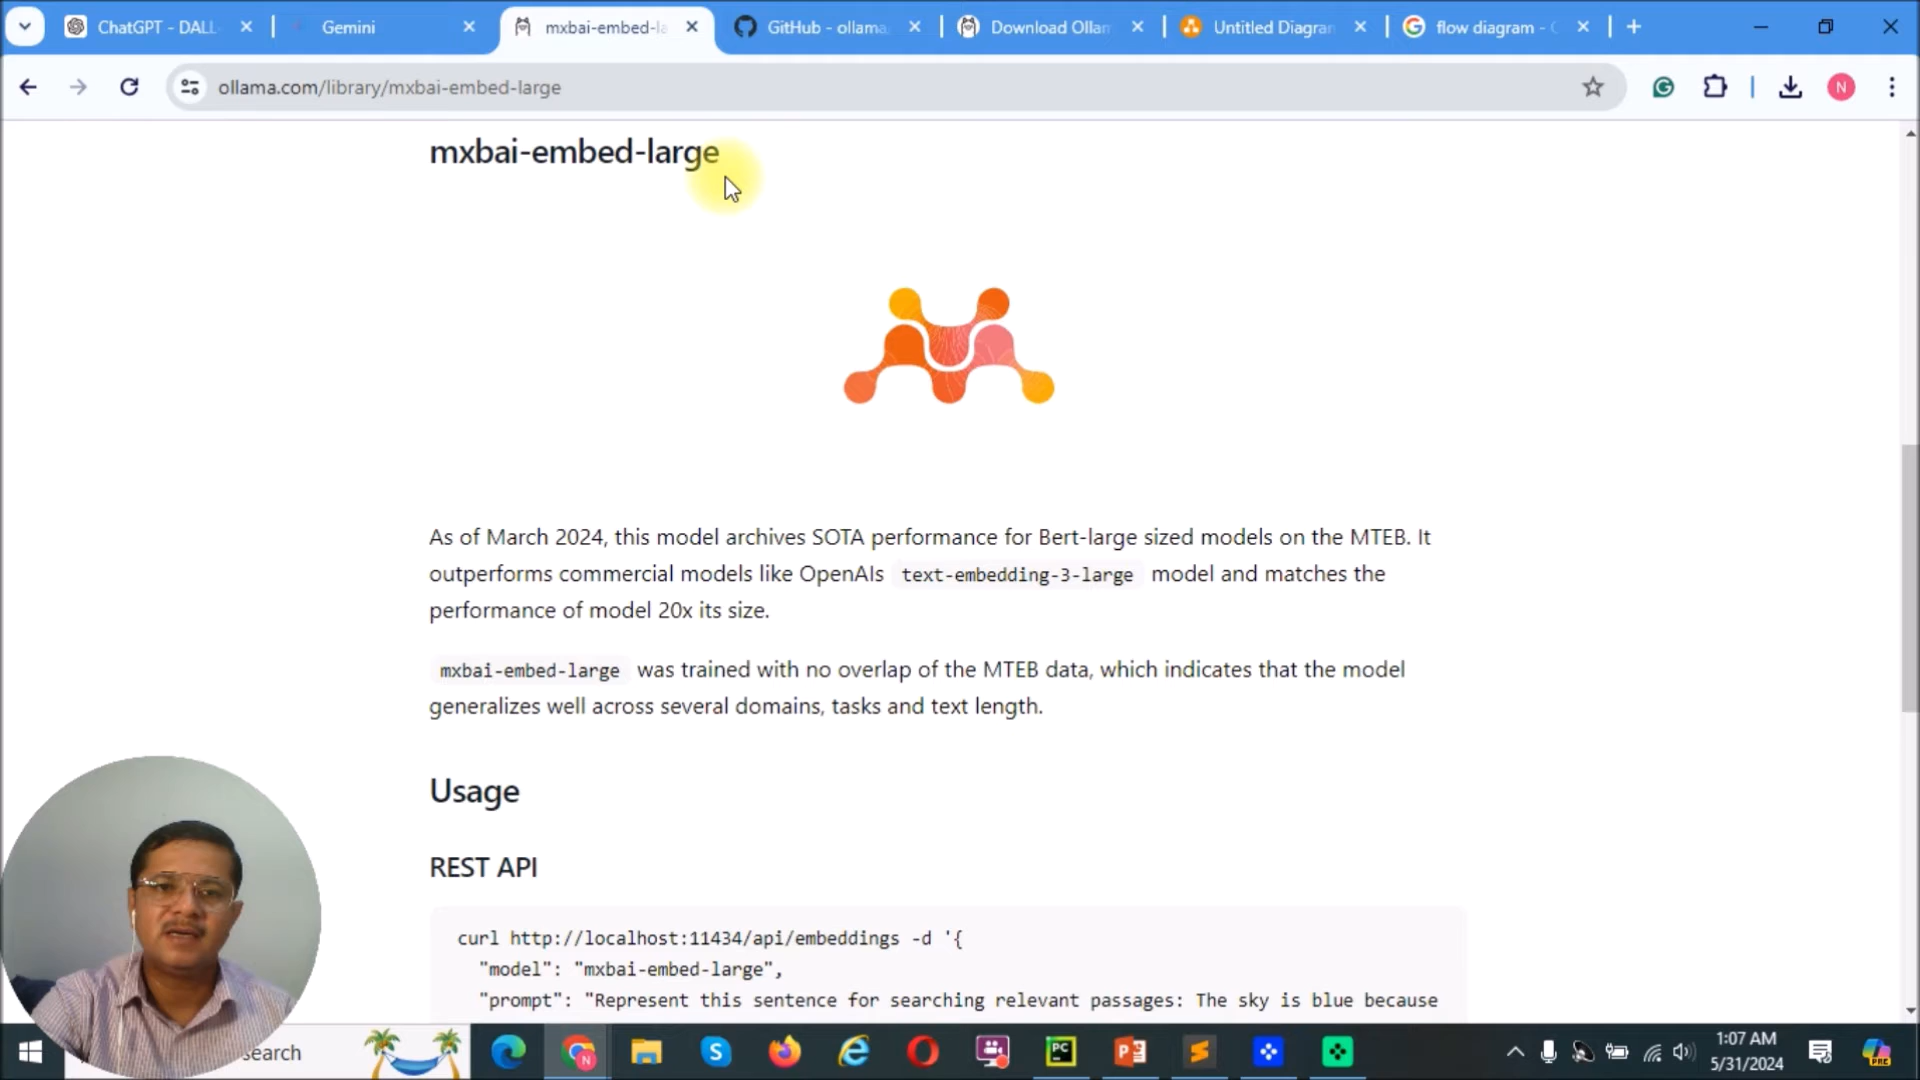 ChatGPT - DALL
Gemini
mxbai-embed-la
GitHub - ollama
Download Ollam
Untitled Diagram
flow diagram -
ollama.com/library/mxbai-embed-large
N
mxbai-embed-large
As of March 2024, this model archives SOTA performance for Bert-large sized models on the MTEB. It
outperforms commercial models like OpenAIs text-embedding-3-large model and matches the
performance of model 20x its size.
mxbai-embed-large was trained with no overlap of the MTEB data, which indicates that the model
generalizes well across several domains, tasks and text length.
Usage
REST API
curl http://localhost:11434/api/embeddings -d '{
"model": "mxbai-embed-large",
"prompt": "Represent this sentence for searching relevant passages: The sky is blue because
search
N
S
PC
P
PRE
1:07 AM
5/31/2024